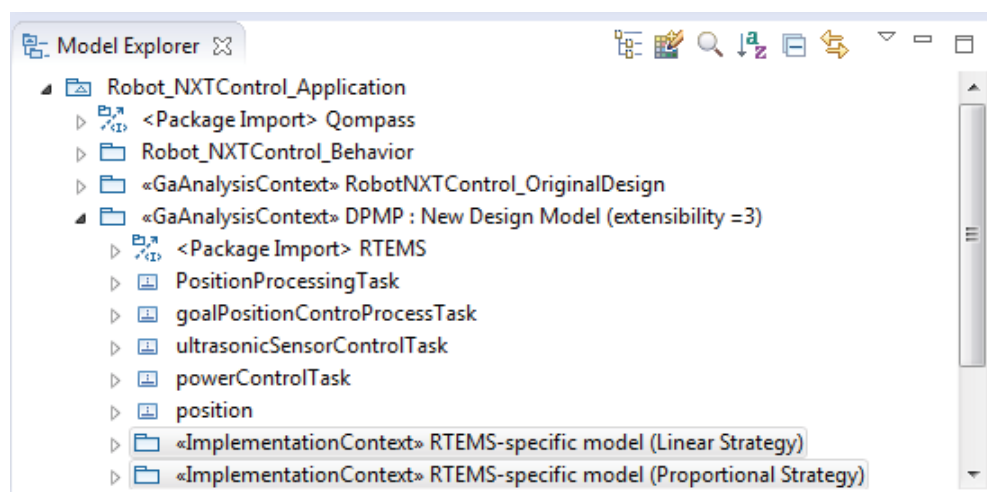 Model Explorer
Robot_NXTControl_Application
<Package Import> Qompass
Robot_NXTControl_Behavior
«GaAnalysisContext» RobotNXTControl_OriginalDesign
«GaAnalysisContext» DPMP : New Design Model (extensibility =3)
<Package Import> RTEMS
PositionProcessingTask
goalPositionControProcessTask
ultrasonicSensorControlTask
powerControlTask
position
«ImplementationContext» RTEMS-specific model (Linear Strategy)
«ImplementationContext» RTEMS-specific model (Proportional Strategy)